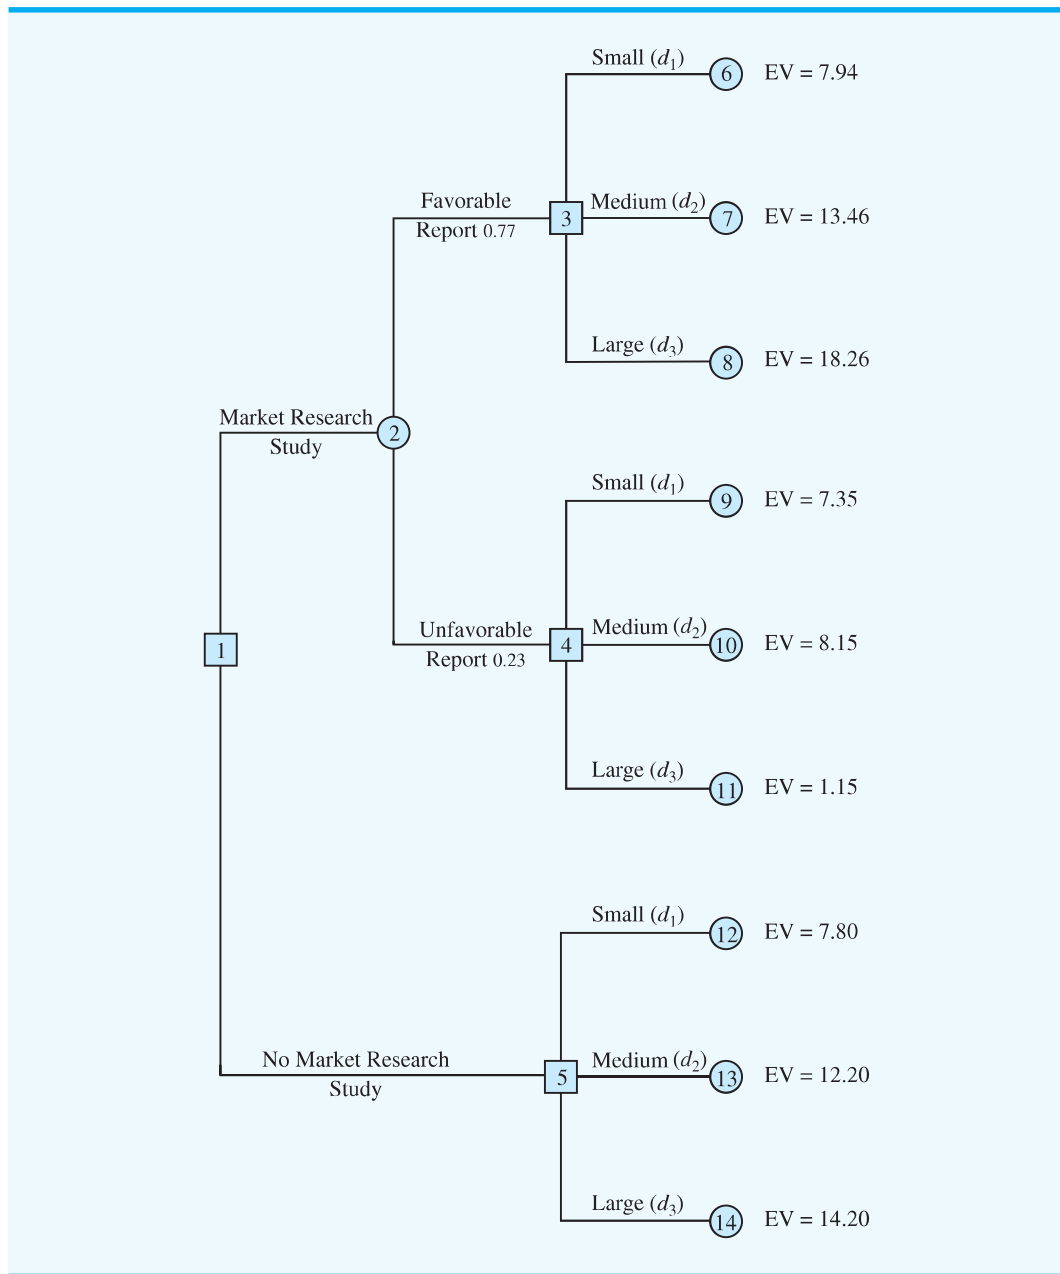 Small (d1)
6
EV = 7.94
Favorable
Report 0.77
3
Medium (d2)
7
EV = 13.46
Large (d3)
8
EV = 18.26
Market Research
Study
2
Small (d1)
9
EV = 7.35
Unfavorable
Report 0.23
4
Medium (d2)
10
EV = 8.15
1
Large (d3)
11
EV = 1.15
Small (d1)
12
EV = 7.80
No Market Research
Study
5
Medium (d2)
13
EV = 12.20
Large (d3)
14
EV = 14.20